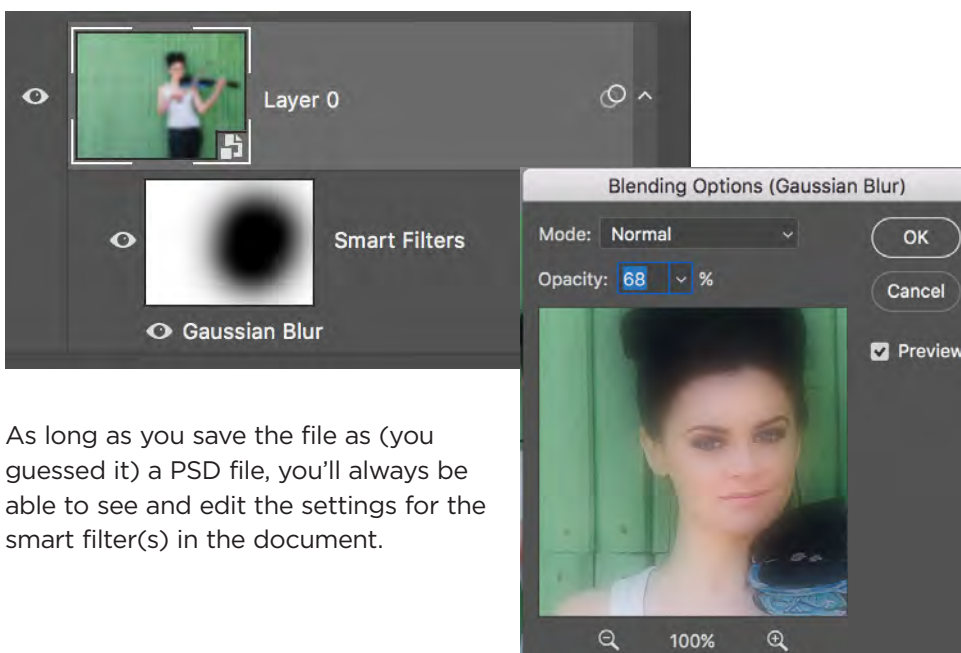 Layer 0
Smart Filters
Gaussian Blur
Blending Options (Gaussian Blur)
Mode: Normal
OK
Opacity: 68 %
Cancel
Preview
100%
As long as you save the file as (you
guessed it) a PSD file, you’ll always be
able to see and edit the settings for the
smart filter(s) in the document.